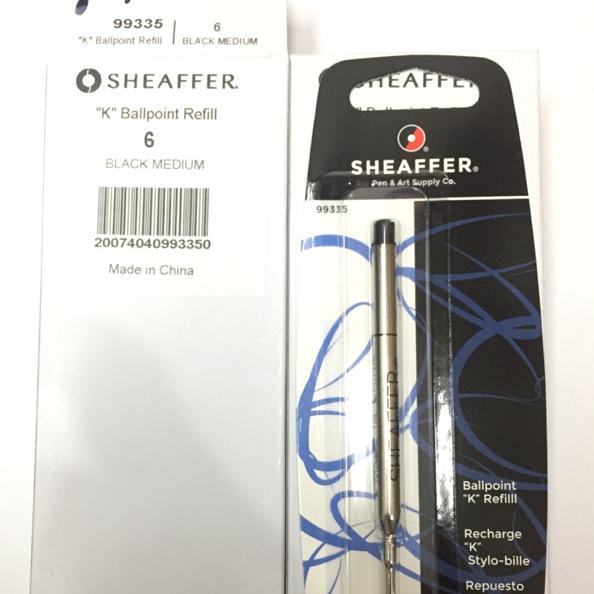 99335
6
"K" Ballpoint Refill
BLACK MEDIUM
SHEAFFER.
"K" Ballpoint Refill
6
BLACK MEDIUM
20074040993350
Made in China
SHEAFFER
Ballpoint
SHEAFFER®
Pen & Art Supply Co.
99335
SHEAFFER
Ballpoint
"K" Refilll
Recharge
"K"
Stylo-bille
Repuesto